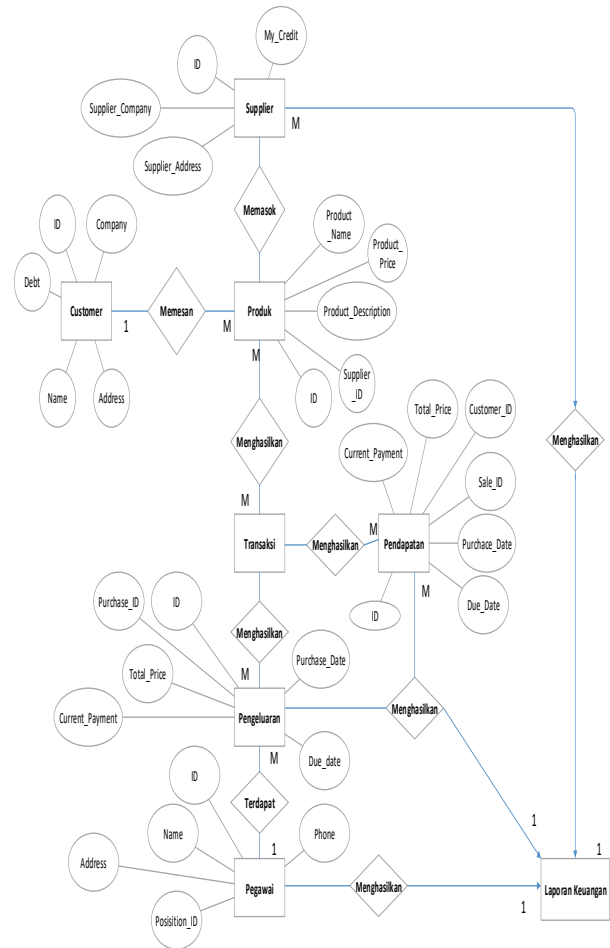 My_Credit
ID
Supplier_Company
Supplier
M
Supplier_Address
Memasok
Product
_Name
ID
Company
Product_
Price
Debt
Customer
1
Memesan
M
Produk
Product_Description
M
Name
Address
ID
Supplier
_ID
Menghasilkan
Total_Price
Customer_ID
Menghasilkan
Current_Payment
Sale_ID
M
Transaksi
Menghasilkan
M
Pendapatan
Purchace_Date
M
ID
Due_Date
Purchase_ID
ID
Menghasilkan
Purchase_Date
M
Total_Price
Current_Payment
Pengeluaran
Menghasilkan
M
Due_date
ID
Terdapat
Name
1
Phone
1
1
Address
Pegawai
Menghasilkan
Laporan Keuangan
1
Posisition_ID